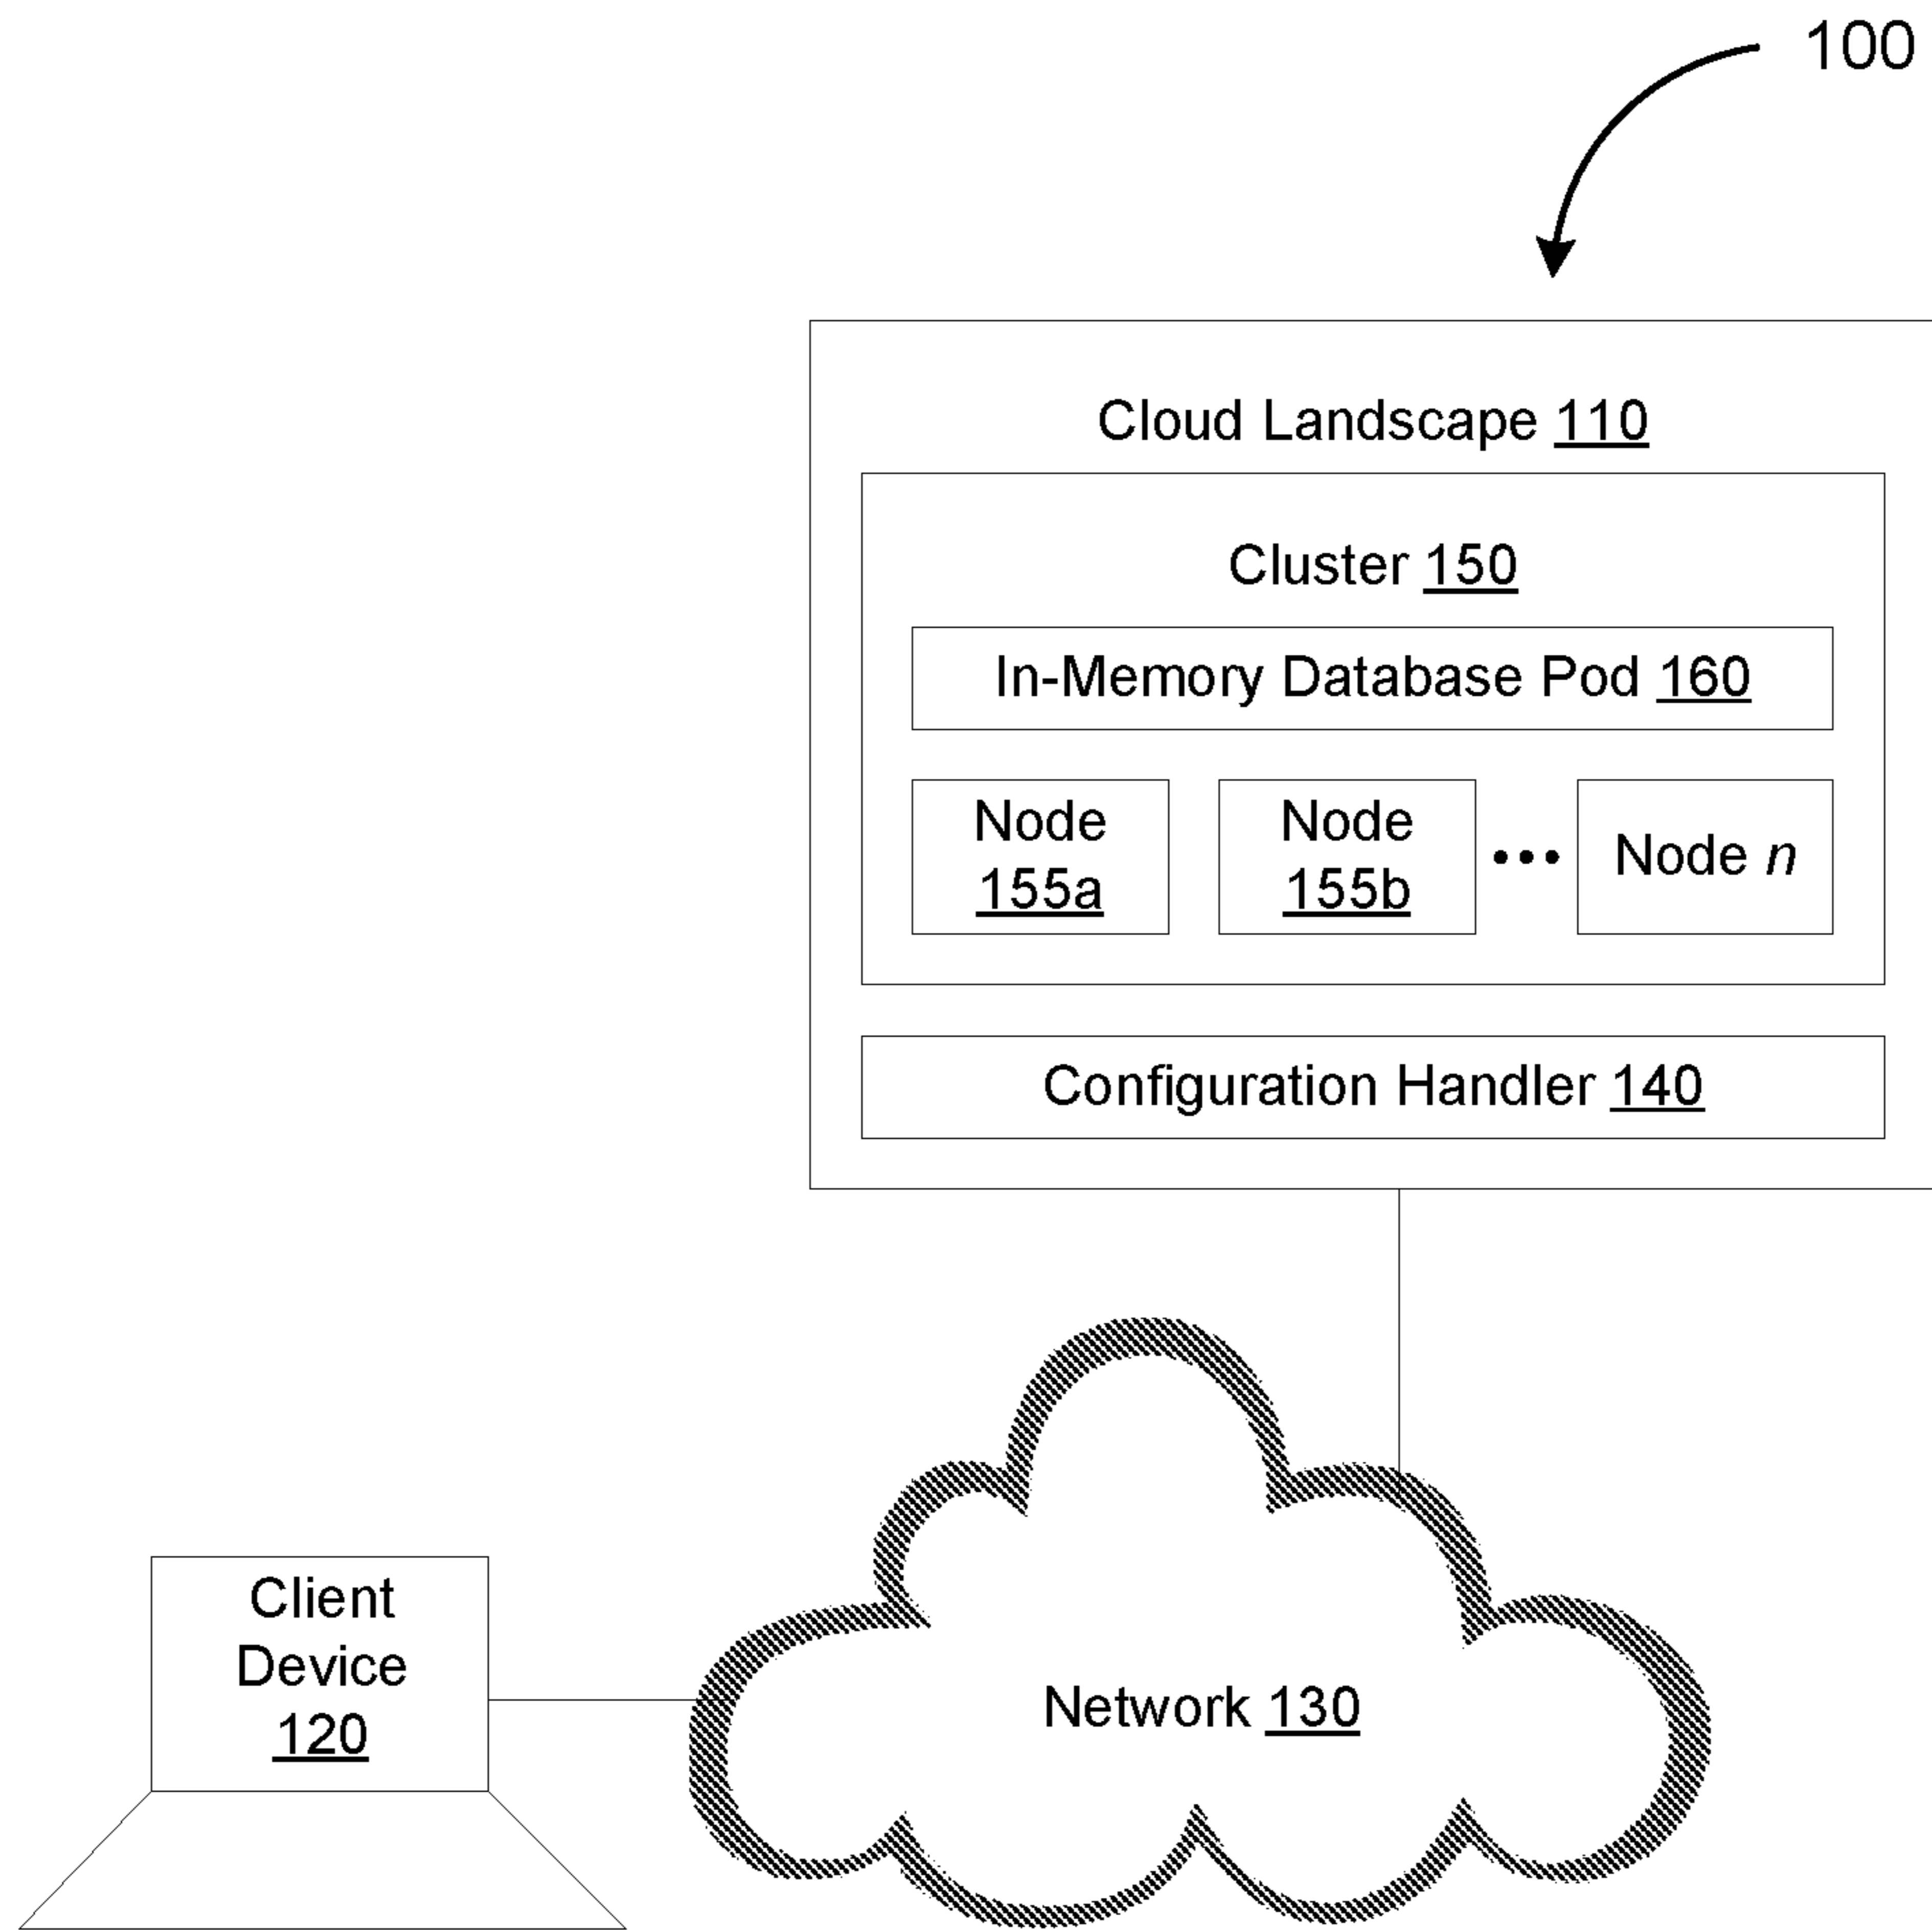 100
Cloud Landscape 110
Cluster 150
In-Memory Database Pod 160
Node
155a
Node
155b
•••
Node n
Configuration Handler 140
Client
Device
120
Network 130